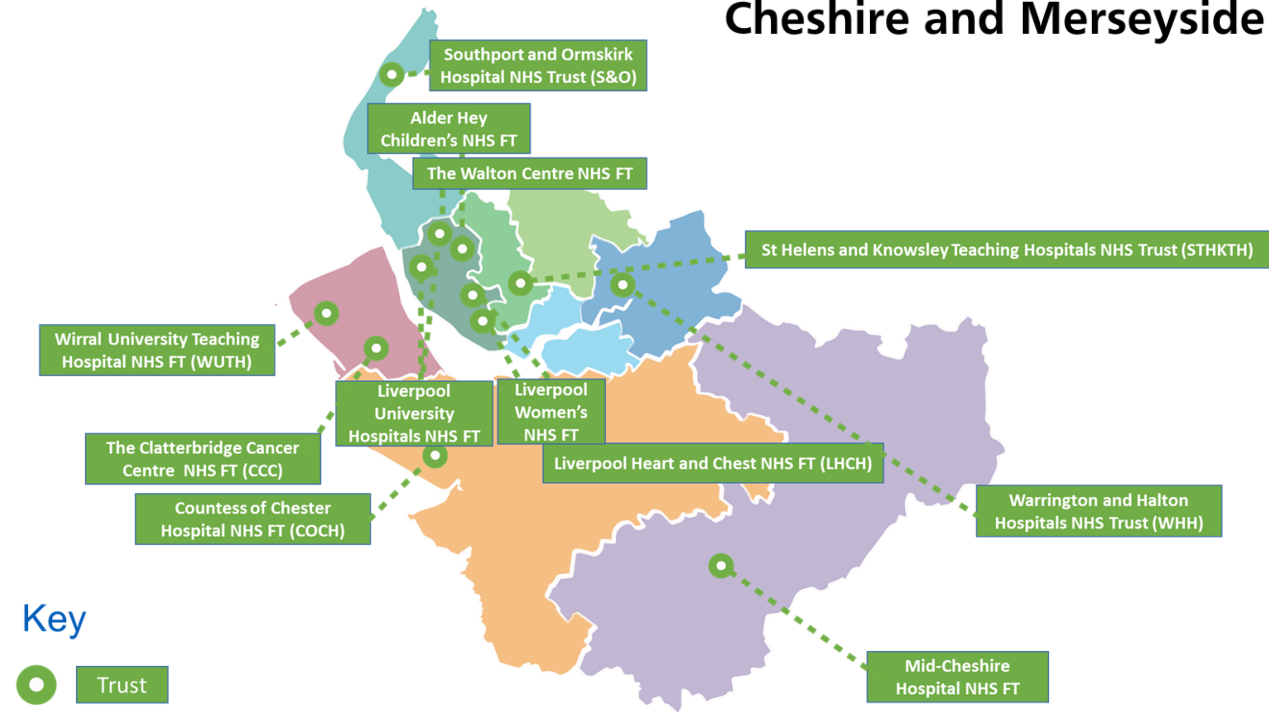 Cheshire and Merseyside
Southport and Ormskirk
Hospital NHS Trust (S&O)
Alder Hey
Children's NHS FT
The Walton Centre NHS FT
St Helens and Knowsley Teaching Hospitals NHS Trust (STHKTH)
Wirral University Teaching
Hospital NHS FT (WUTH)
Liverpool
University
Hospitals NHS FT
Liverpool
Women's
NHS FT
The Clatterbridge Cancer
Centre NHS FT (CCC)
Liverpool Heart and Chest NHS FT (LHCH)
Countess of Chester
Hospital NHS FT (COCH)
Warrington and Halton
Hospitals NHS Trust (WHH)
Key
Trust
Mid-Cheshire
Hospital NHS FT